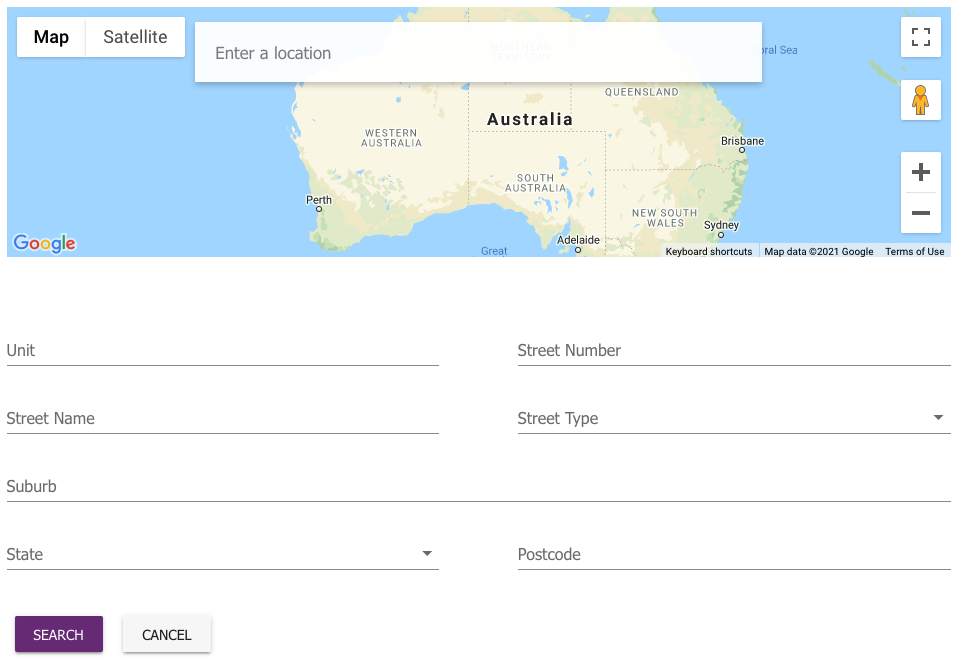 Map
Satellite
Enter a location
NORTHERN
TERRITORY
oral Sea
QUEENSLAND
Australia
WESTERN
AUSTRALIA
Brisbane
SOUTH
AUSTRALIA
Perth
NEW SOUTH
WALES
Sydney
Adelaide
Google
Great
Keyboard shortcuts
Map data ©2021 Google
Terms of Use
Unit
Street Number
Street Name
Street Type
Suburb
State
Postcode
SEARCH
CANCEL